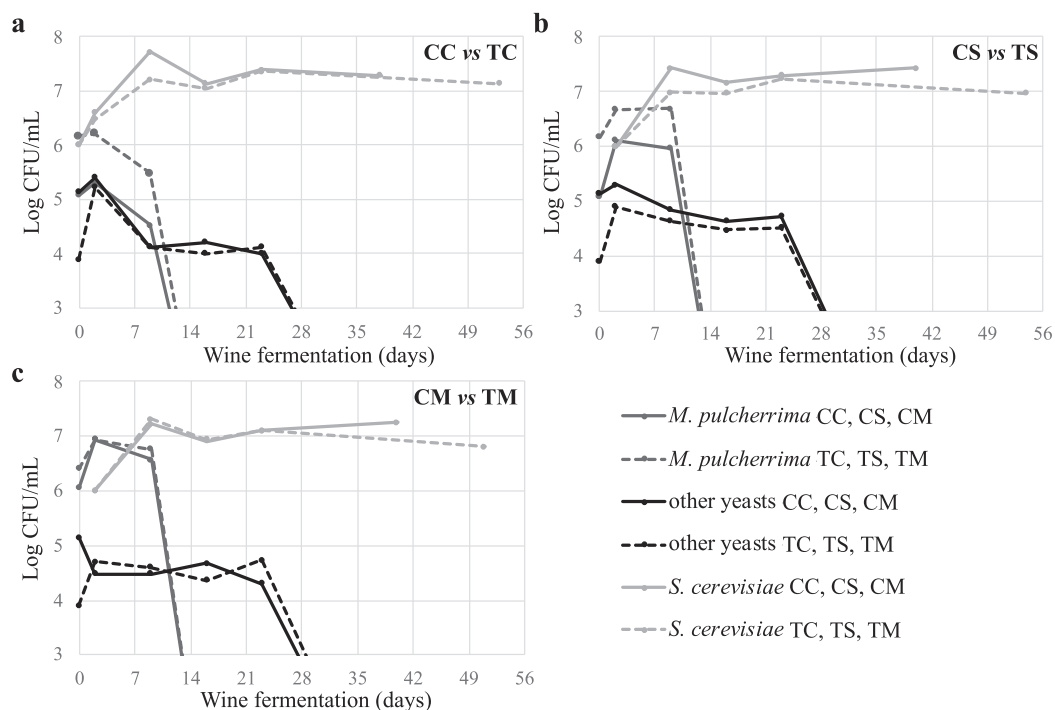 a
CC vs TC
Log CFU/mL
8
7
6
5
4
3
0 7 14 21 28 35 42 49 56
Wine fermentation (days)
b
CS vs TS
Log CFU/mL
8
7
6
5
4
3
0 7 14 21 28 35 42 49 56
Wine fermentation (days)
c
CM vs TM
Log CFU/mL
8
7
6
5
4
3
0 7 14 21 28 35 42 49 56
Wine fermentation (days)
M. pulcherrima CC, CS, CM
M. pulcherrima TC, TS, TM
other yeasts CC, CS, CM
other yeasts TC, TS, TM
S. cerevisiae CC, CS, CM
S. cerevisiae TC, TS, TM